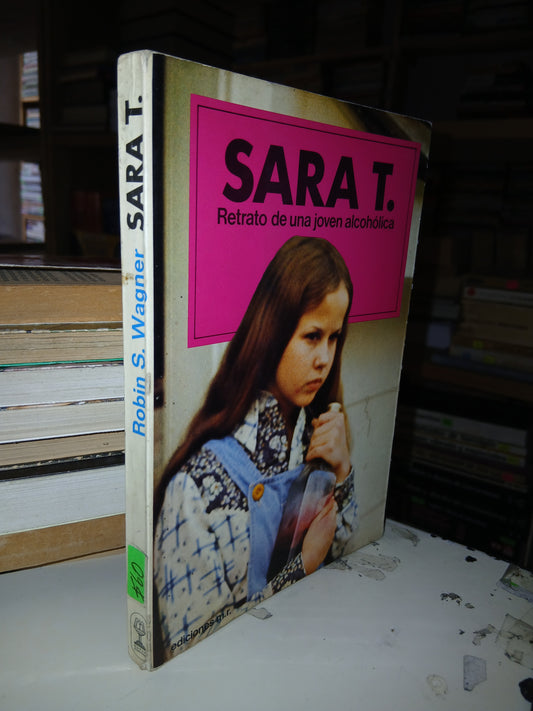 SARA T.
Retrato de una joven alcohólica
ediciones m.r.
Robin S. Wagner SARA T.